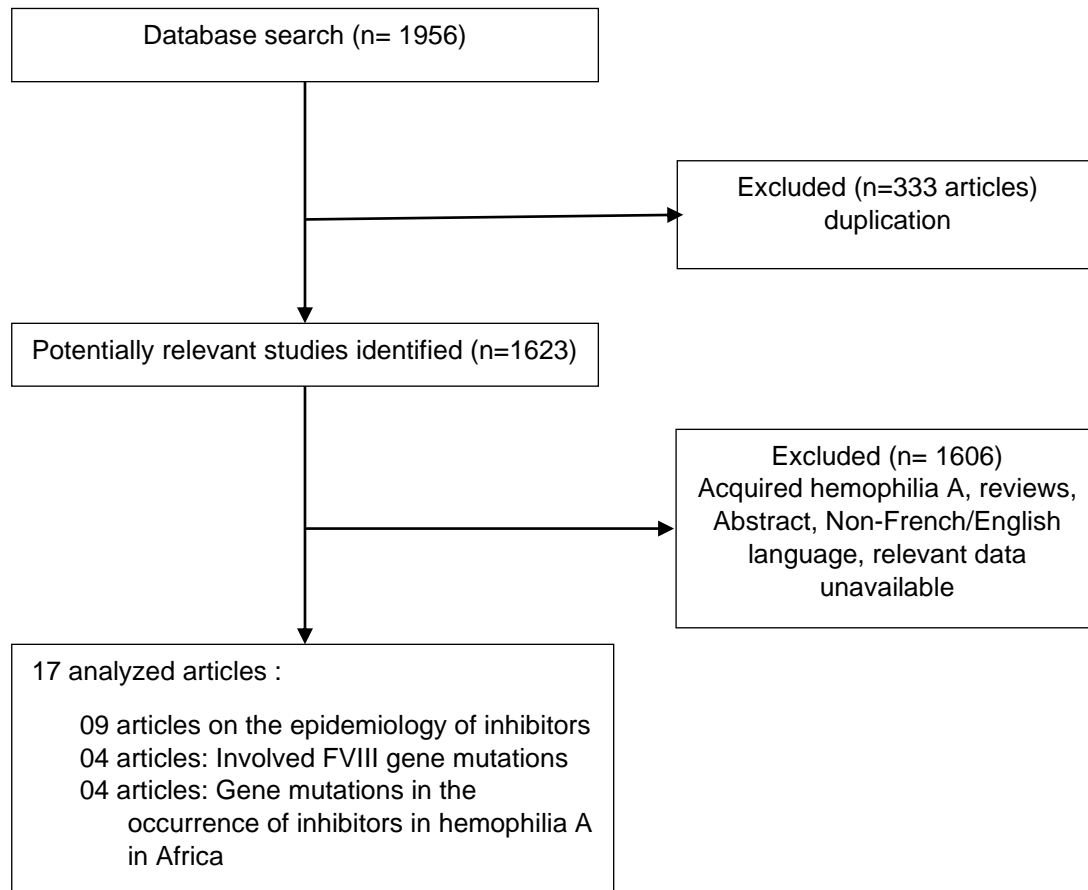 Database search (n= 1956)
Excluded (n=333 articles)
duplication
Potentially relevant studies identified (n=1623)
Excluded (n= 1606)
Acquired hemophilia A, reviews,
Abstract, Non-French/English
language, relevant data
unavailable
17 analyzed articles :
09 articles on the epidemiology of inhibitors
04 articles: Involved FVIII gene mutations
04 articles: Gene mutations in the
occurrence of inhibitors in hemophilia A
in Africa